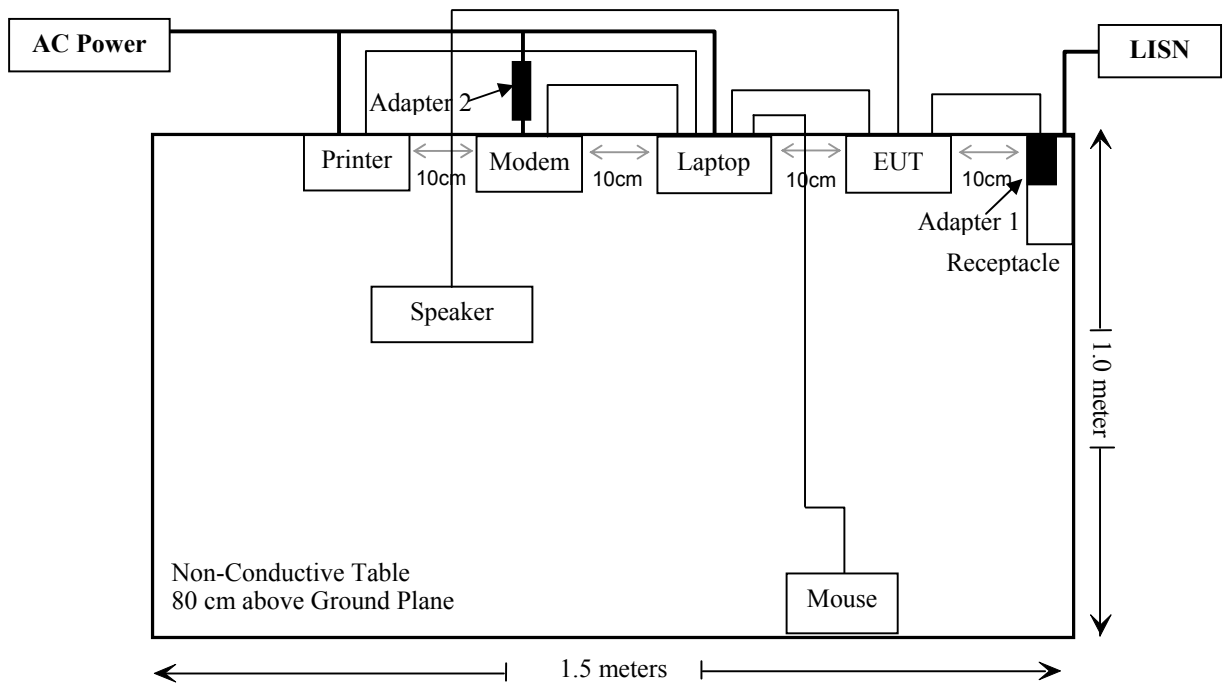 AC Power
LISN
Adapter 2
Printer
Modem
Laptop
EUT
10cm
10cm
10cm
10cm
Adapter 1
Receptacle
Speaker
1.0 meter
Non-Conductive Table
80 cm above Ground Plane
Mouse
1.5 meters